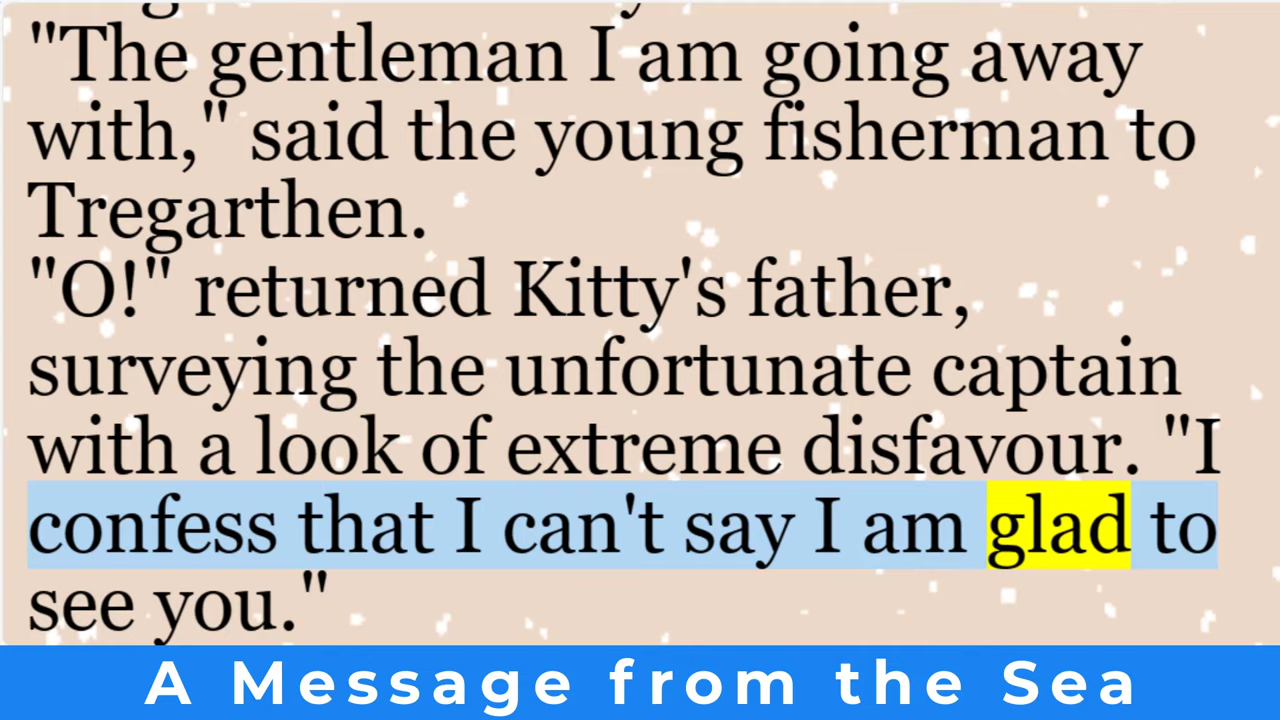 "The gentleman I am going away
with," said the young fisherman to
Tregarthen.
"O!" returned Kitty's father,
surveying the unfortunate captain
with a look of extreme disfavour. "I
confess that I can't say I am glad to
see you."
A Message from the Sea